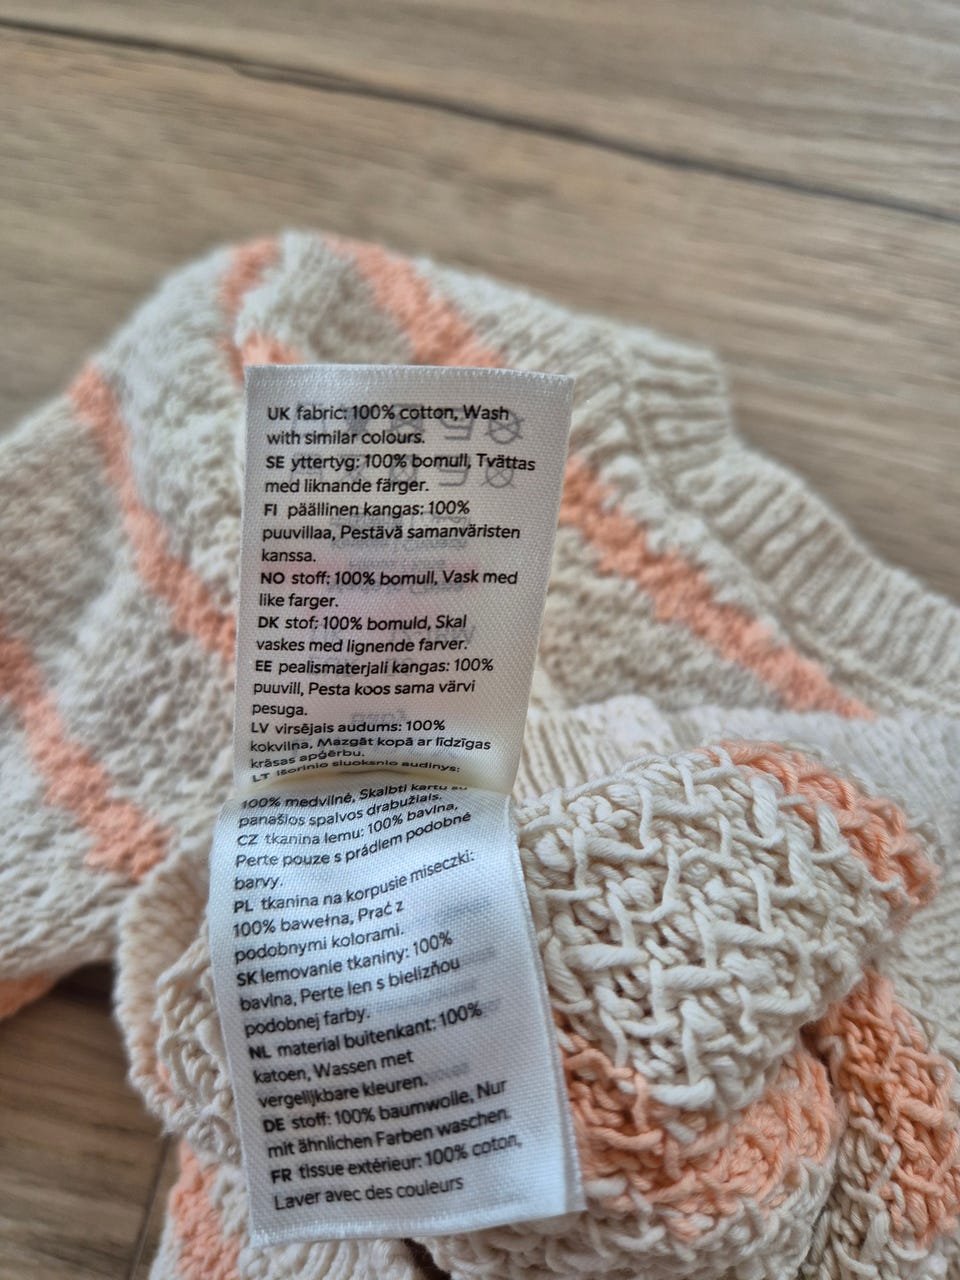 UK fabric: 100% cotton, Wash
with similar colours.
SE yttertyg: 100% bomull, Tvättas
med liknande färger.
FI päällinen kangas: 100%
puuvillaa, Pestävä samanväristen
kanssa.
NO stoff: 100% bomull, Vask med
like farger.
DK stof: 100% bomuld, Skal
vaskes med lignende farver.
EE pealismaterjali kangas: 100%
puuvill, Pesta koos sama värvi
pesuga.
LV virsējais audums: 100%
kokvilna, Mazgāt kopā ar līdzīgas
krāsas apģērbu.
LT išorinio sluoksnio audinys:
100% medvilnė, Skalbti kartu su
panašios spalvos drabužiais.
CZ tkanina lemu: 100% bavlna,
Perte pouze s prádlem podobné
barvy.
PL tkanina na korpusie miseczki:
100% bawełna, Prać z
podobnymi kolorami.
SK lemovanie tkaniny: 100%
bavlna, Perte len s bielizňou
podobnej farby.
NL material buitenkant: 100%
katoen, Wassen met
vergelijkbare kleuren.
DE stoff: 100% baumwolle, Nur
mit ähnlichen Farben waschen.
FR tissue extérieur: 100% coton,
Laver avec des couleurs